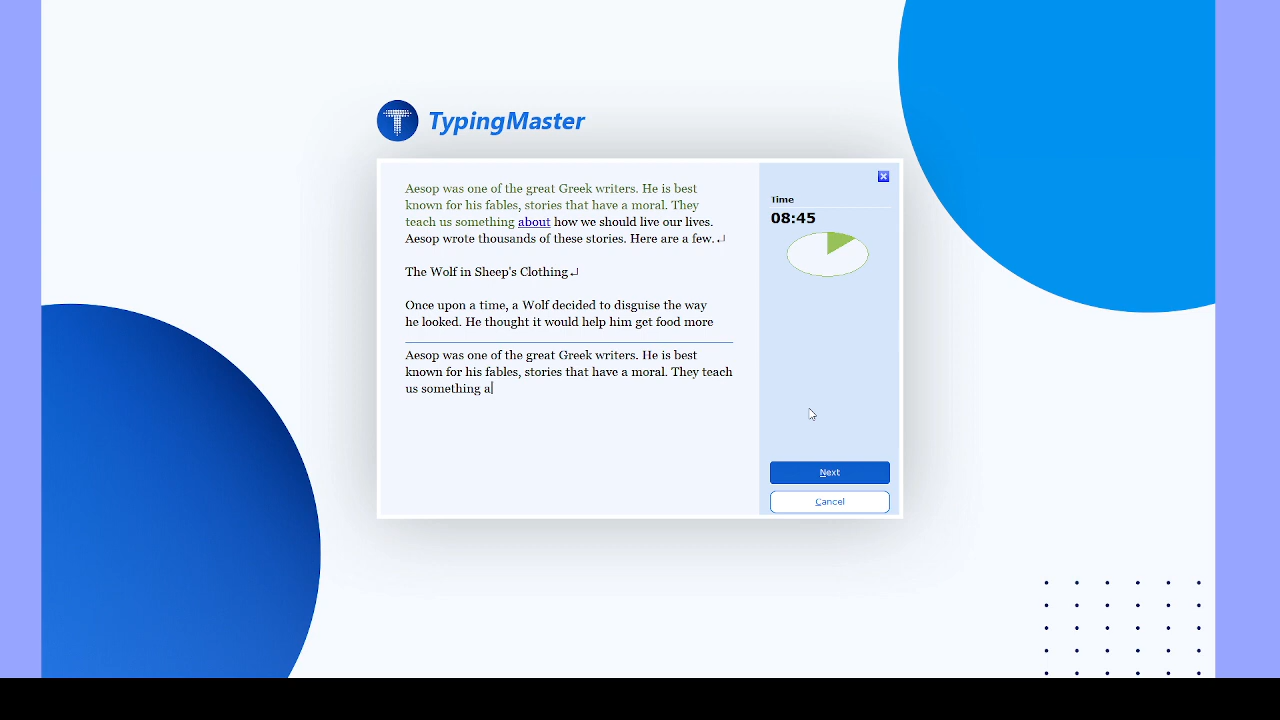 TypingMaster
Aesop was one of the great Greek writers. He is best
known for his fables, stories that have a moral. They
teach us something about how we should live our lives.
Aesop wrote thousands of these stories. Here are a few.↵
The Wolf in Sheep's Clothing↵
Once upon a time, a Wolf decided to disguise the way
he looked. He thought it would help him get food more
Aesop was one of the great Greek writers. He is best
known for his fables, stories that have a moral. They teach
us something a
Time
08:45
Next
Cancel